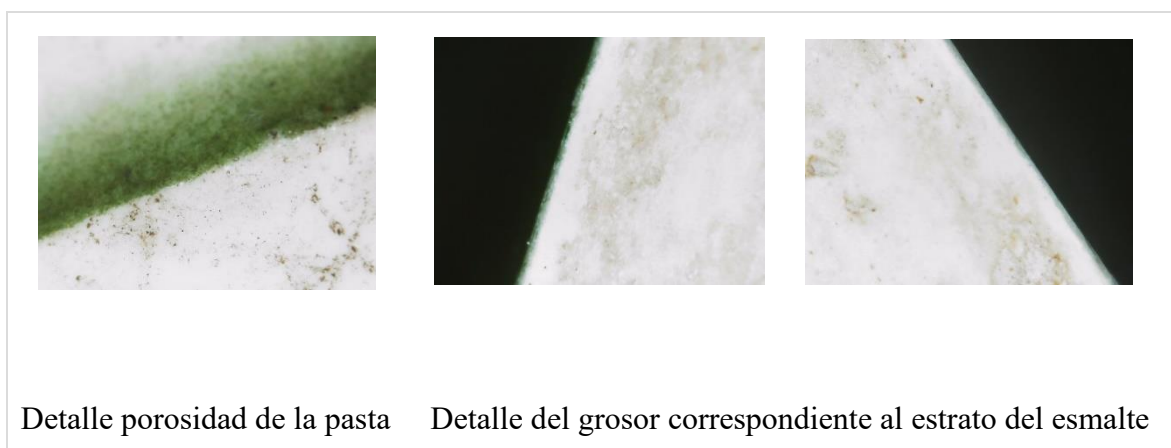 Detalle porosidad de la pasta
Detalle del grosor correspondiente al estrato del esmalte